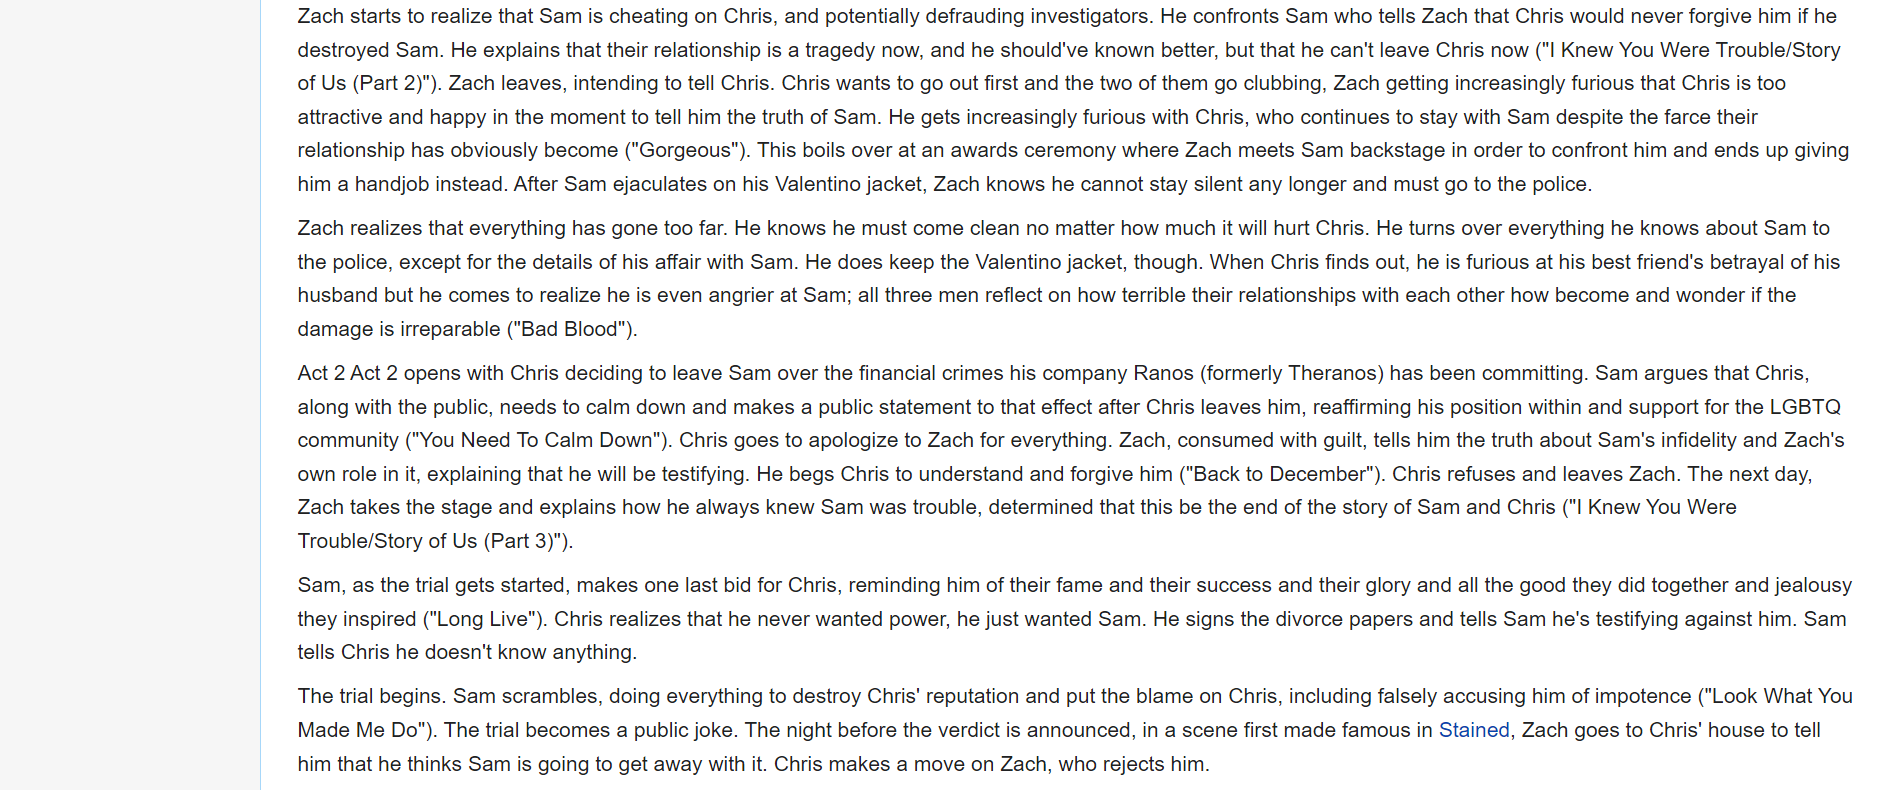 Zach starts to realize that Sam is cheating on Chris, and potentially defrauding investigators. He confronts Sam who tells Zach that Chris would never forgive him if he
destroyed Sam. He explains that their relationship is a tragedy now, and he should've known better, but that he can't leave Chris now ("I Knew You Were Trouble/Story
of Us (Part 2)"). Zach leaves, intending to tell Chris. Chris wants to go out first and the two of them go clubbing, Zach getting increasingly furious that Chris is too
attractive and happy in the moment to tell him the truth of Sam. He gets increasingly furious with Chris, who continues to stay with Sam despite the farce their
relationship has obviously become ("Gorgeous"). This boils over at an awards ceremony where Zach meets Sam backstage in order to confront him and ends up giving
him a handjob instead. After Sam ejaculates on his Valentino jacket, Zach knows he cannot stay silent any longer and must go to the police.
Zach realizes that everything has gone too far. He knows he must come clean no matter how much it will hurt Chris. He turns over everything he knows about Sam to
the police, except for the details of his affair with Sam. He does keep the Valentino jacket, though. When Chris finds out, he is furious at his best friend's betrayal of his
husband but he comes to realize he is even angrier at Sam; all three men reflect on how terrible their relationships with each other how become and wonder if the
damage is irreparable ("Bad Blood").
Act 2 Act 2 opens with Chris deciding to leave Sam over the financial crimes his company Ranos (formerly Theranos) has been committing. Sam argues that Chris,
along with the public, needs to calm down and makes a public statement to that effect after Chris leaves him, reaffirming his position within and support for the LGBTQ
community ("You Need To Calm Down"). Chris goes to apologize to Zach for everything. Zach, consumed with guilt, tells him the truth about Sam's infidelity and Zach's
own role in it, explaining that he will be testifying. He begs Chris to understand and forgive him ("Back to December"). Chris refuses and leaves Zach. The next day,
Zach takes the stage and explains how he always knew Sam was trouble, determined that this be the end of the story of Sam and Chris ("I Knew You Were
Trouble/Story of Us (Part 3)").
Sam, as the trial gets started, makes one last bid for Chris, reminding him of their fame and their success and their glory and all the good they did together and jealousy
they inspired ("Long Live"). Chris realizes that he never wanted power, he just wanted Sam. He signs the divorce papers and tells Sam he's testifying against him. Sam
tells Chris he doesn't know anything.
The trial begins. Sam scrambles, doing everything to destroy Chris' reputation and put the blame on Chris, including falsely accusing him of impotence ("Look What You
Made Me Do"). The trial becomes a public joke. The night before the verdict is announced, in a scene first made famous in Stained, Zach goes to Chris' house to tell
him that he thinks Sam is going to get away with it. Chris makes a move on Zach, who rejects him.